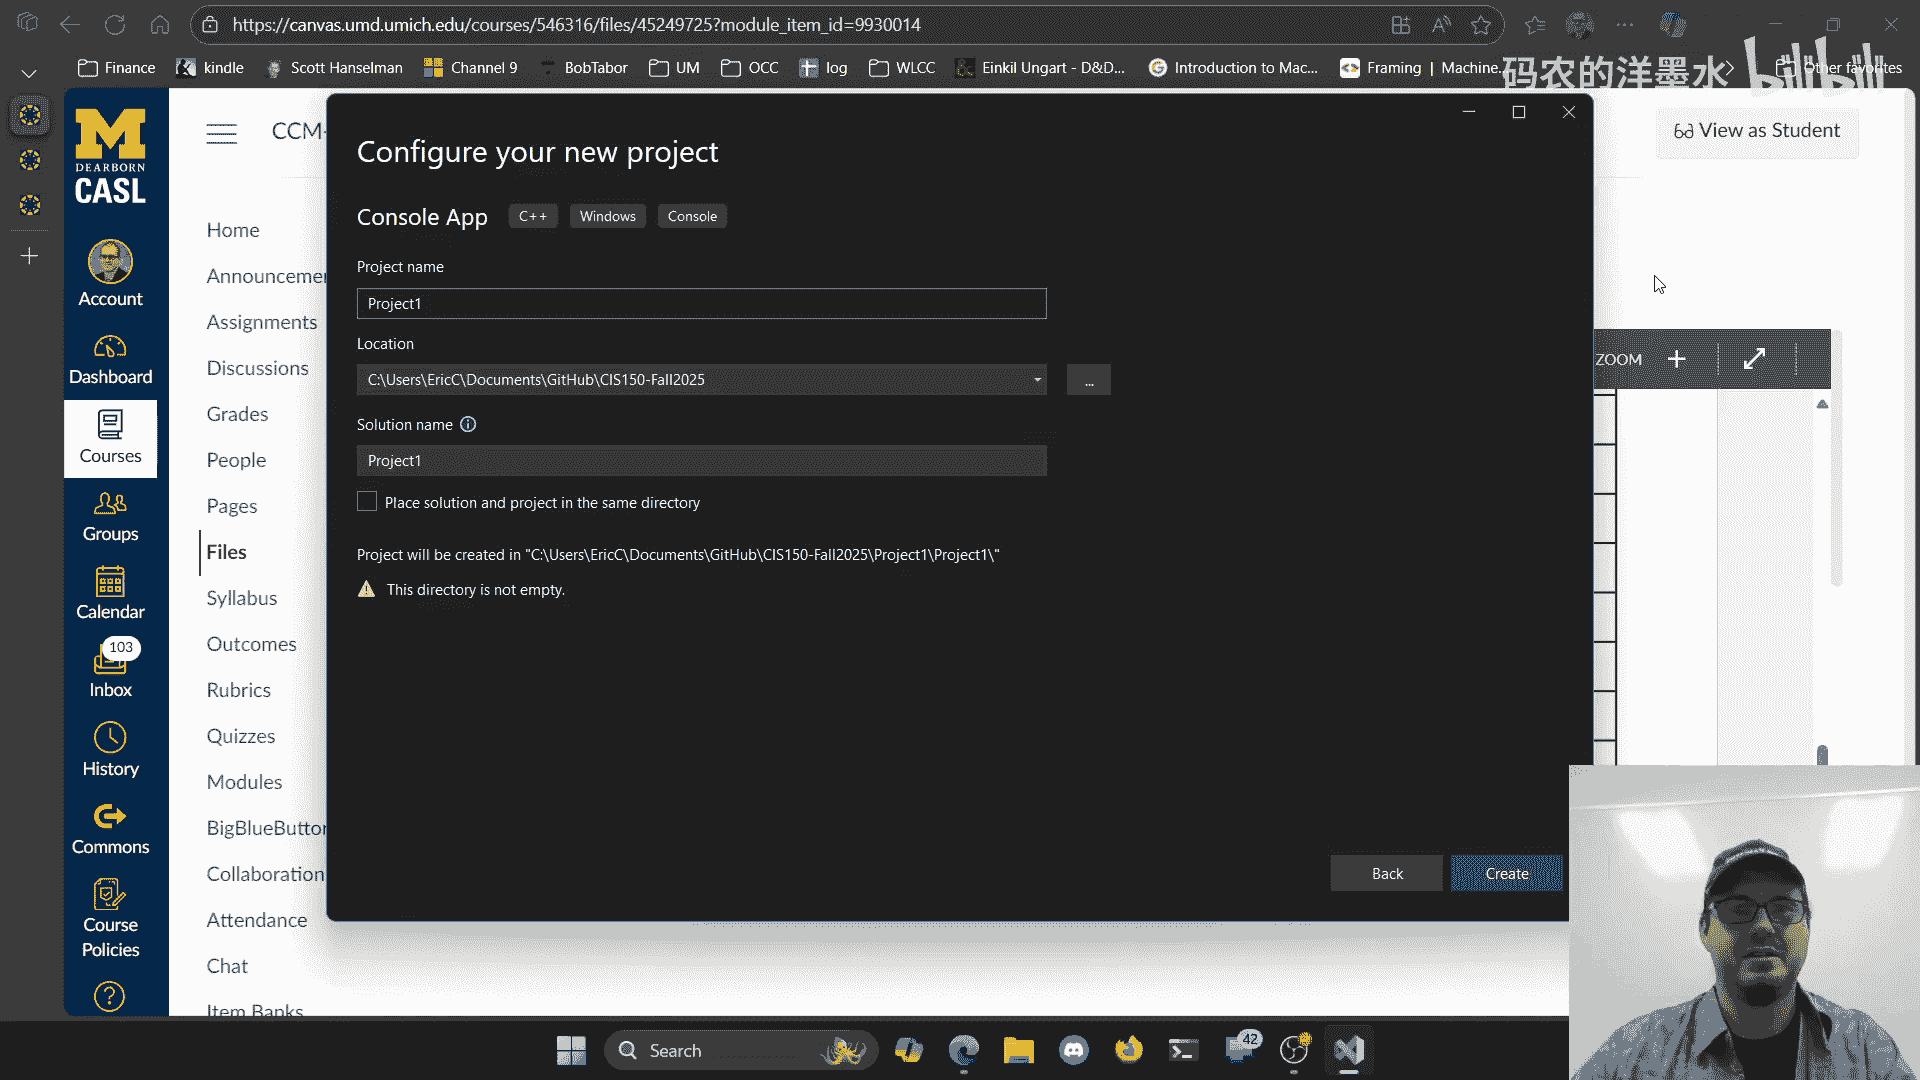 https://canvas.umd.umich.edu/courses/546316/files/45249725?module_item_id=9930014
Finance
kindle
Scott Hanselman
Channel 9
BobTabor
UM
OCC
log
WLCC
Einkil Ungart - D&D...
Introduction to Mac...
Framing | Machine...
Other favorites
码农的洋墨水
bilibili
M
DEARBORN
CASL
Account
Dashboard
Courses
Groups
Calendar
103
Inbox
History
Commons
Course
Policies
CCM-
View as Student
Home
Announcemen
Assignments
Discussions
Grades
People
Pages
Files
Syllabus
Outcomes
Rubrics
Quizzes
Modules
BigBlueButton
Collaboration
Attendance
Chat
Item Banks
ZOOM
Configure your new project
Console App
C++
Windows
Console
Project name
Project1
Location
C:\Users\EricC\Documents\GitHub\CIS150-Fall2025
...
Solution name
Project1
Place solution and project in the same directory
Project will be created in "C:\Users\EricC\Documents\GitHub\CIS150-Fall2025\Project1\Project1\"
This directory is not empty.
Back
Create
Search
42